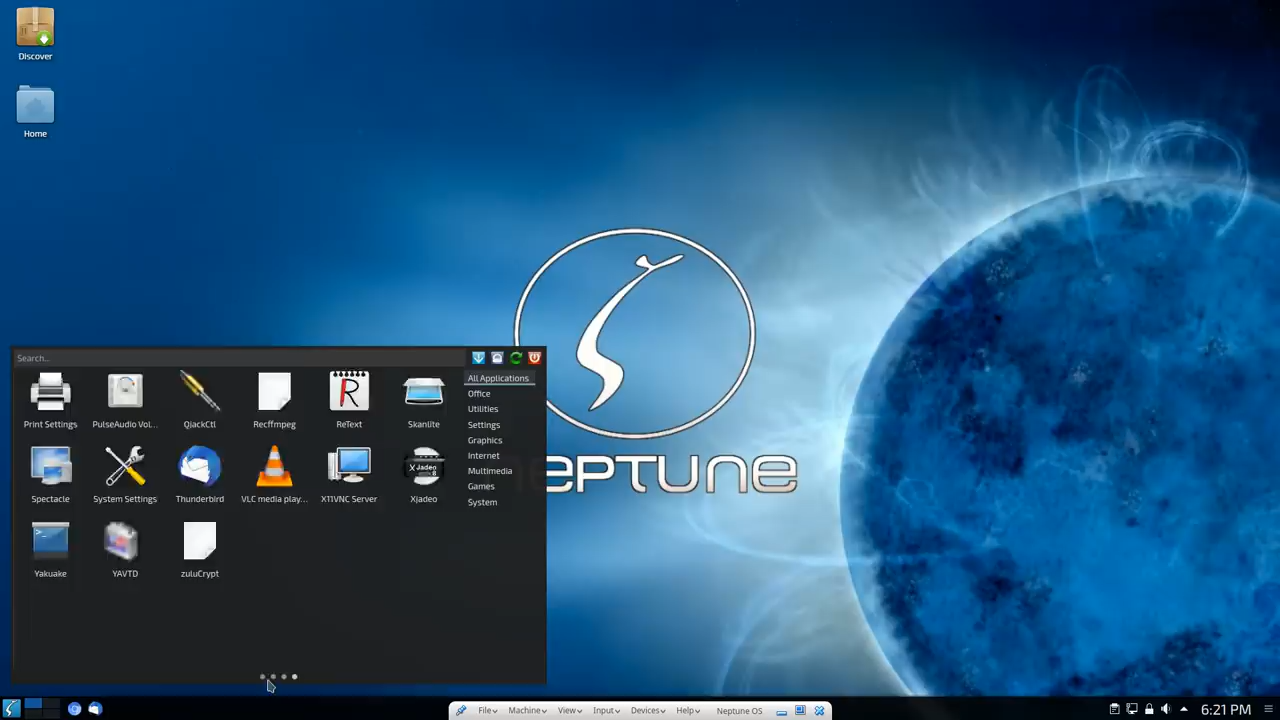 Discover
Home
NEPTUNE
Search...
All Applications
Office
Utilities
Settings
Graphics
Internet
Multimedia
Games
System
Print Settings
PulseAudio Vol...
QjackCtl
Recffmpeg
R
ReText
Skanlite
Spectacle
System Settings
Thunderbird
VLC media play...
X11VNC Server
X Jadeo
Xjadeo
Yakuake
YAVTD
zuluCrypt
File
Machine
View
Input
Devices
Help
Neptune OS
6:21 PM